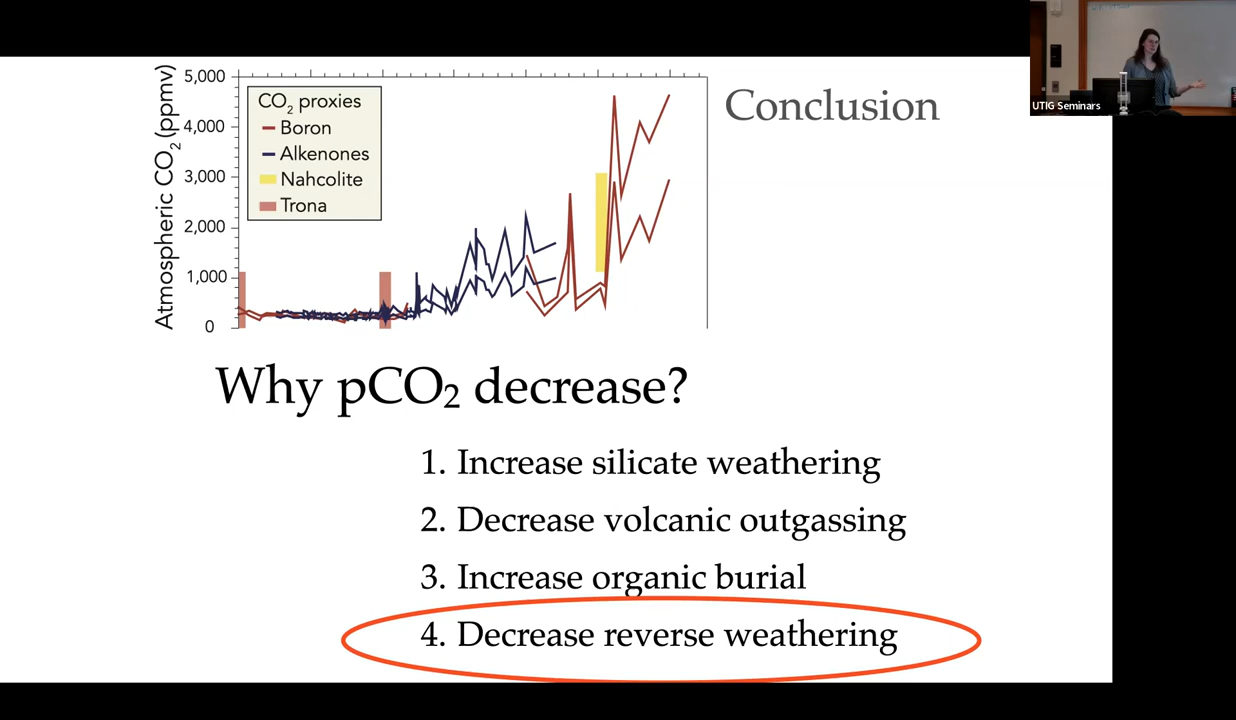 5,000
4,000
3,000
2,000
1,000
0
Atmospheric CO2 (ppmv)
CO2 proxies
Boron
Alkenones
Nahcolite
Trona
Conclusion
UTIG Seminars
Why pCO2 decrease?
1. Increase silicate weathering
2. Decrease volcanic outgassing
3. Increase organic burial
4. Decrease reverse weathering